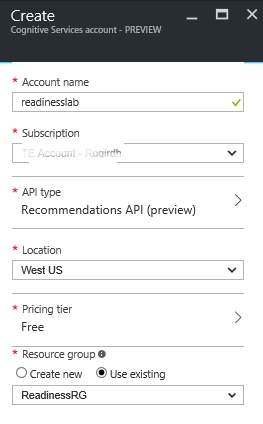 Create
Cognitive Services account - PREVIEW
* Account name
readinesslab
* Subscription
* API type
Recommendations API (preview)
* Location
West US
* Pricing tier
Free
* Resource group
Create new Use existing
ReadinessRG